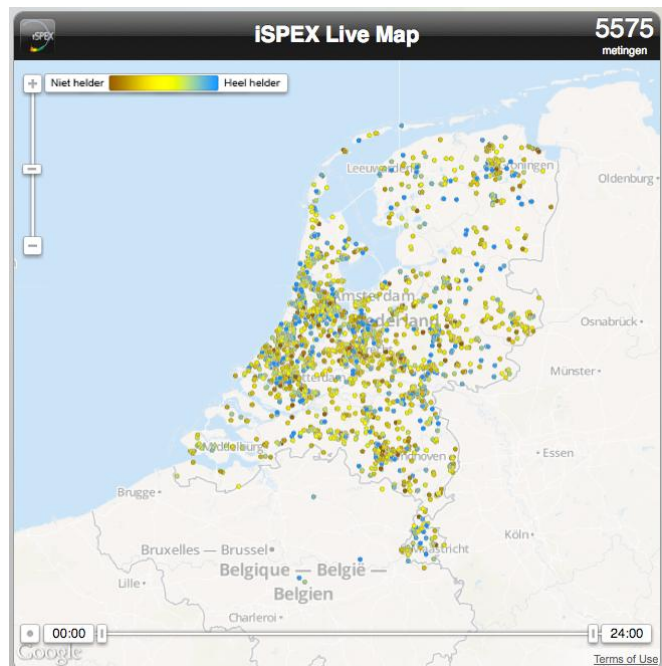 iSPEX
iSPEX Live Map
5575
metingen
Niet helder
Heel helder
Leeuwarden
Groningen
Oldenburg
Amsterdam
Nederland
Osnabrück
Münster
Rotterdam
Middelburg
Eindhoven
Essen
Brugge
Maastricht
Köln
Bruxelles — Brussel
Lille
Belgique — België —
Belgien
Charleroi
00:00
24:00
Google
Terms of Use